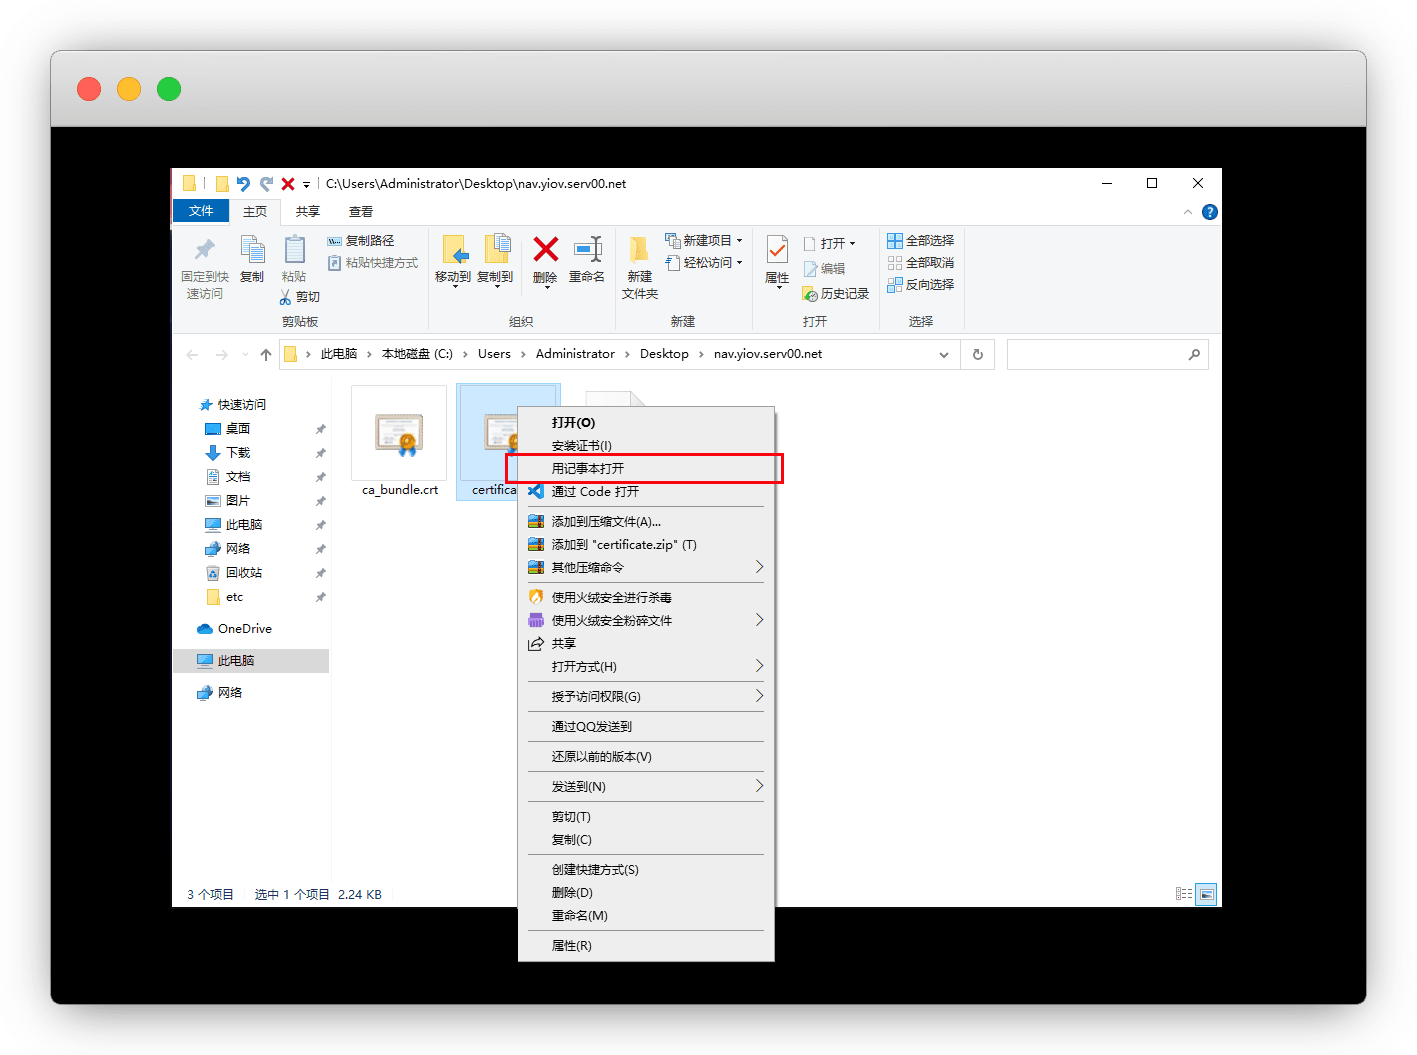 C:\Users\Administrator\Desktop\nav.yiov.serv00.net
文件 主页 共享 查看
固定到快速访问
复制
粘贴
复制路径
粘贴快捷方式
剪切
剪贴板
移动到 复制到 删除 重命名
组织
新建
文件夹
新建项目
轻松访问
新建
属性
打开
编辑
历史记录
打开
全部选择
全部取消
反向选择
选择
此电脑 › 本地磁盘 (C:) › Users › Administrator › Desktop › nav.yiov.serv00.net
快速访问
桌面
下载
文档
图片
此电脑
网络
回收站
etc
OneDrive
此电脑
网络
ca_bundle.crt
certifica
打开(O)
安装证书(I)
用记事本打开
通过 Code 打开
添加到压缩文件(A)...
添加到 "certificate.zip" (T)
其他压缩命令
使用火绒安全进行杀毒
使用火绒安全粉碎文件
共享
打开方式(H)
授予访问权限(G)
通过QQ发送到
还原以前的版本(V)
发送到(N)
剪切(T)
复制(C)
创建快捷方式(S)
删除(D)
重命名(M)
属性(R)
3 个项目 选中 1 个项目 2.24 KB